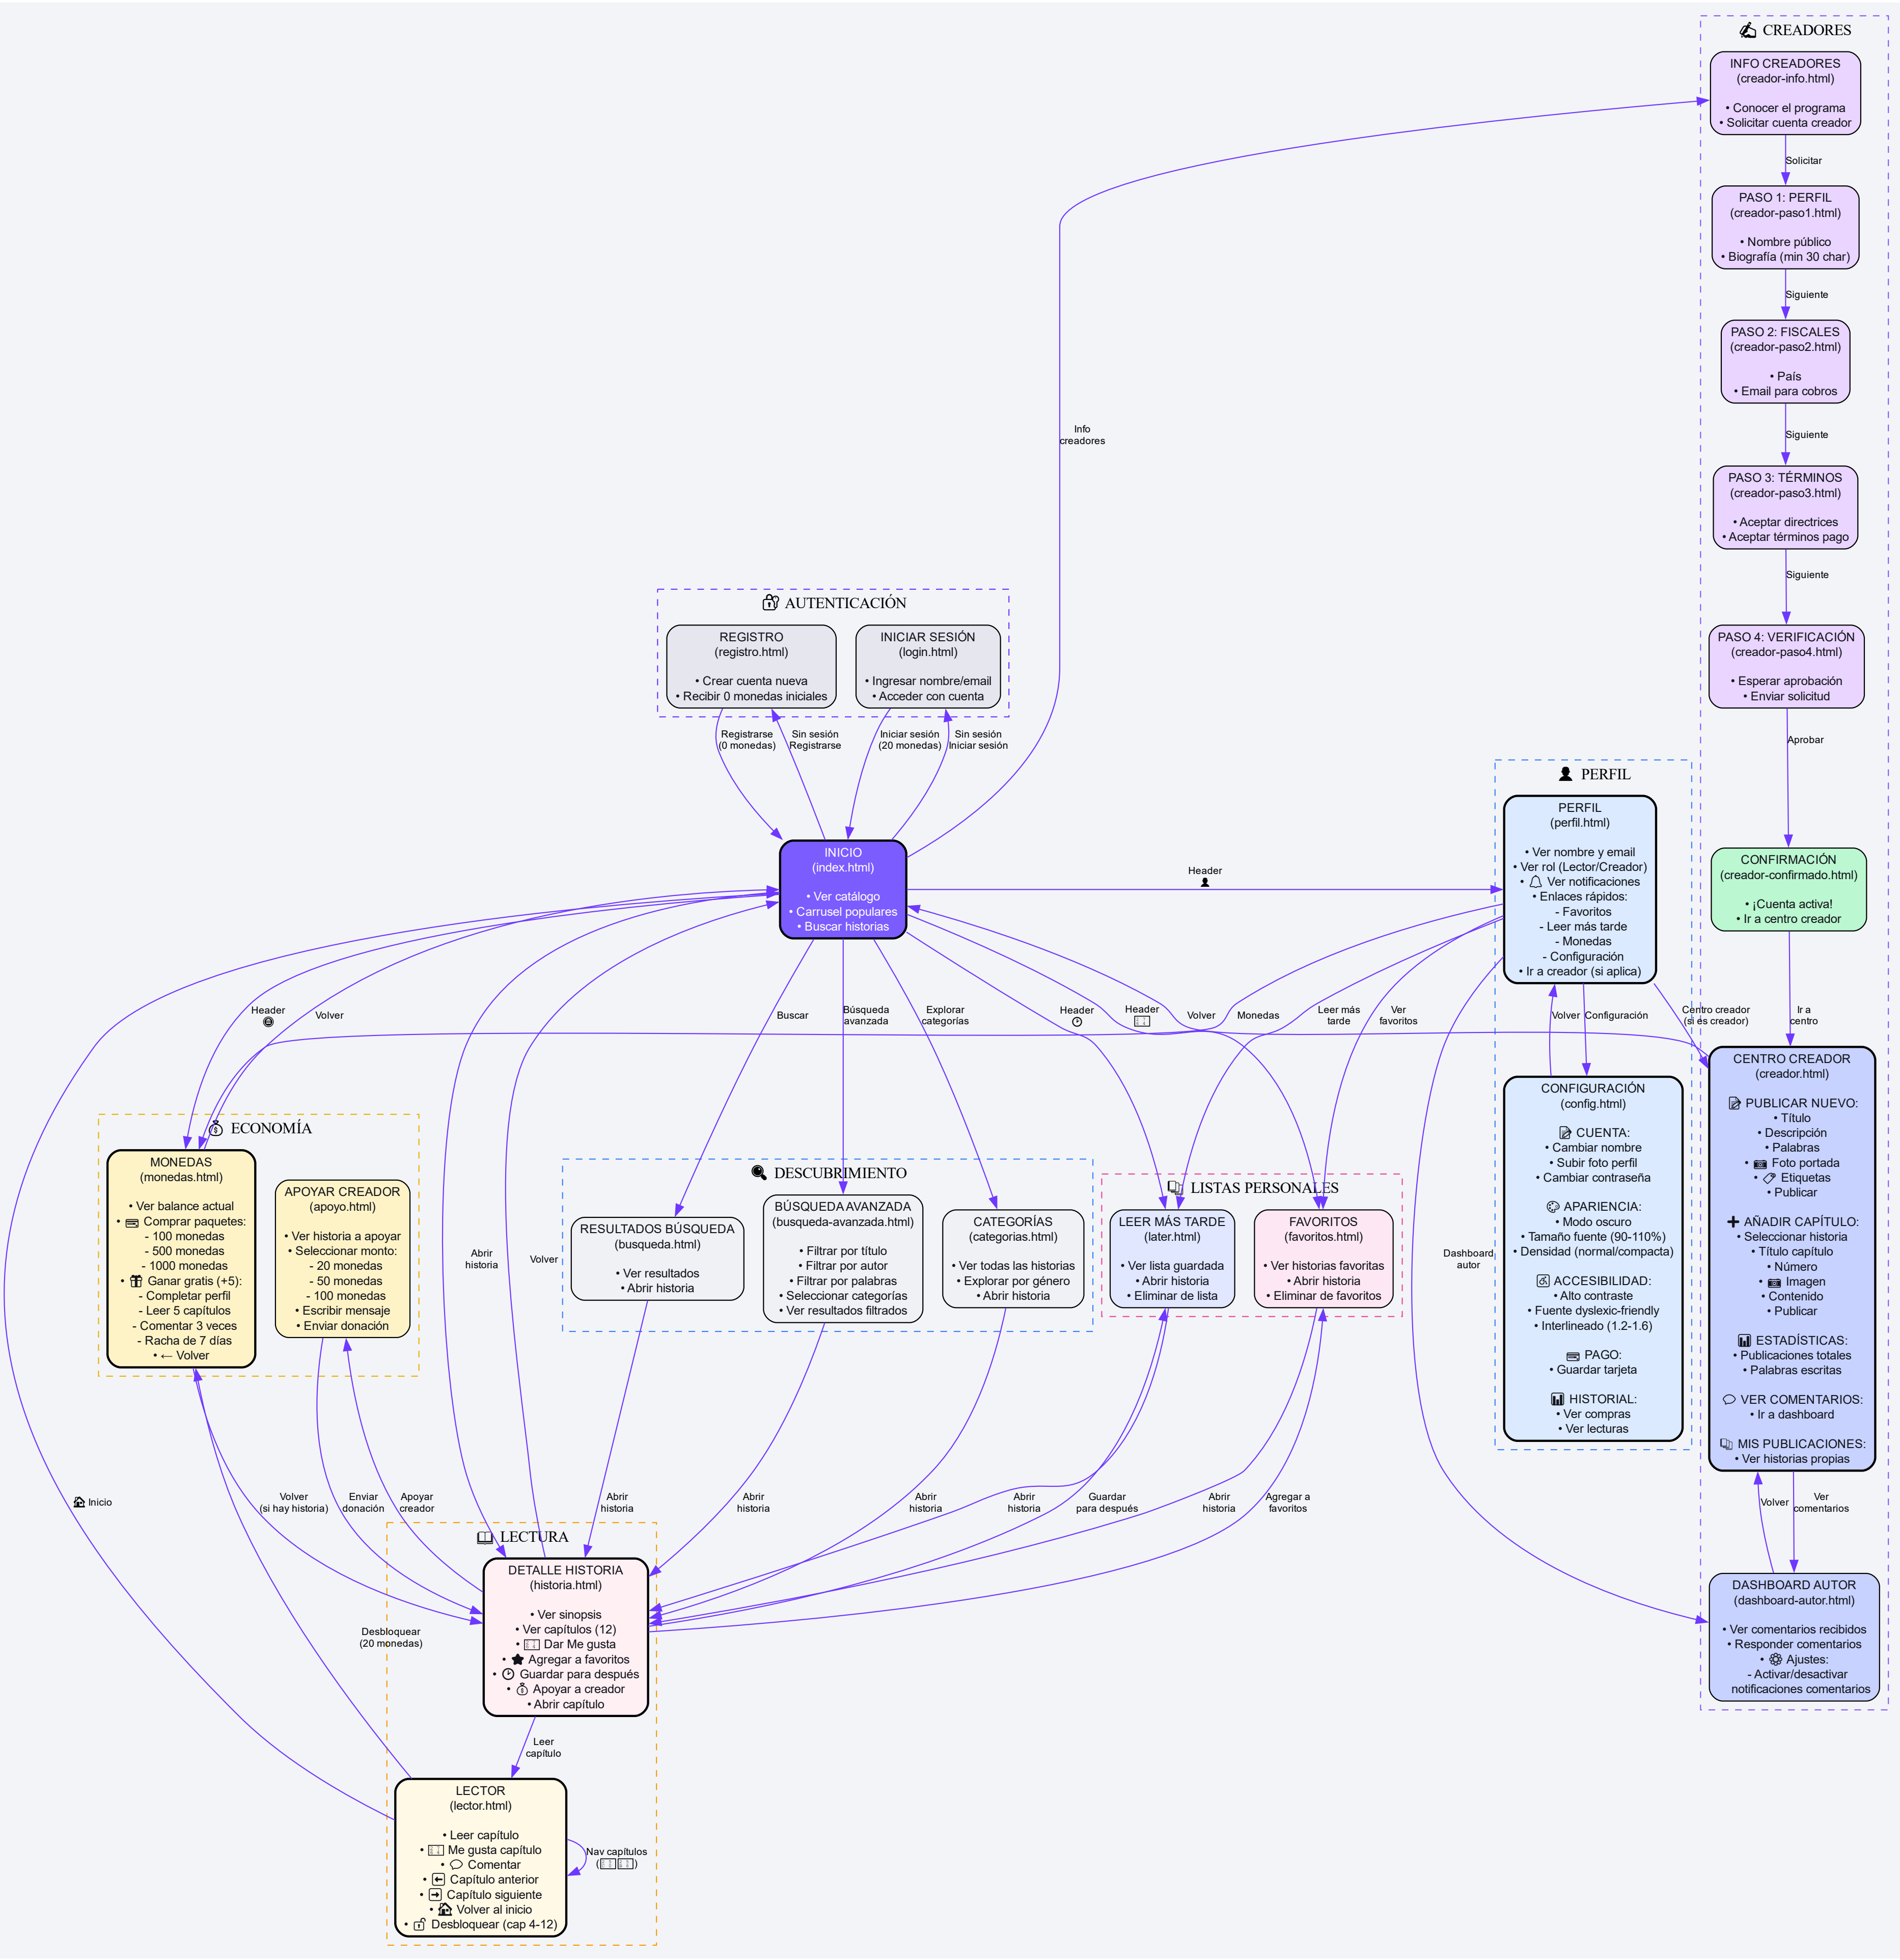 CREADORES
INFO CREADORES
(creador-info.html)
• Conocer el programa
• Solicitar cuenta creador
Solicitar
PASO 1: PERFIL
(creador-paso1.html)
• Nombre público
• Biografía (min 30 char)
Siguiente
PASO 2: FISCALES
(creador-paso2.html)
• País
• Email para cobros
Siguiente
PASO 3: TÉRMINOS
(creador-paso3.html)
• Aceptar directrices
• Aceptar términos pago
Siguiente
PASO 4: VERIFICACIÓN
(creador-paso4.html)
• Esperar aprobación
• Enviar solicitud
Aprobar
CONFIRMACIÓN
(creador-confirmado.html)
• ¡Cuenta activa!
• Ir a centro creador
Ir a
centro
CENTRO CREADOR
(creador.html)
PUBLICAR NUEVO:
• Título
• Descripción
• Palabras
• Foto portada
• Etiquetas
• Publicar
AÑADIR CAPÍTULO:
• Seleccionar historia
• Título capítulo
• Número
• Imagen
• Contenido
• Publicar
ESTADÍSTICAS:
• Publicaciones totales
• Palabras escritas
VER COMENTARIOS:
• Ir a dashboard
MIS PUBLICACIONES:
• Ver historias propias
Volver
Ver
comentarios
DASHBOARD AUTOR
(dashboard-autor.html)
• Ver comentarios recibidos
• Responder comentarios
• Ajustes:
- Activar/desactivar
notificaciones comentarios
Info
creadores
AUTENTICACIÓN
REGISTRO
(registro.html)
• Crear cuenta nueva
• Recibir 0 monedas iniciales
INICIAR SESIÓN
(login.html)
• Ingresar nombre/email
• Acceder con cuenta
Registrarse
(0 monedas)
Sin sesión
Registrarse
Iniciar sesión
(20 monedas)
Sin sesión
Iniciar sesión
INICIO
(index.html)
• Ver catálogo
• Carrusel populares
• Buscar historias
Header
PERFIL
PERFIL
(perfil.html)
• Ver nombre y email
• Ver rol (Lector/Creador)
• Ver notificaciones
• Enlaces rápidos:
- Favoritos
- Leer más tarde
- Monedas
- Configuración
• Ir a creador (si aplica)
Volver
Configuración
Centro creador
(si es creador)
CONFIGURACIÓN
(config.html)
CUENTA:
• Cambiar nombre
• Subir foto perfil
• Cambiar contraseña
APARIENCIA:
• Modo oscuro
• Tamaño fuente (90-110%)
• Densidad (normal/compacta)
ACCESIBILIDAD:
• Alto contraste
• Fuente dyslexic-friendly
• Interlineado (1.2-1.6)
PAGO:
• Guardar tarjeta
HISTORIAL:
• Ver compras
• Ver lecturas
Header
Volver
Buscar
Búsqueda
avanzada
Explorar
categorías
Header
Header
Volver
Monedas
Leer más
tarde
Ver
favoritos
Dashboard
autor
ECONOMÍA
MONEDAS
(monedas.html)
• Ver balance actual
• Comprar paquetes:
- 100 monedas
- 500 monedas
- 1000 monedas
• Ganar gratis (+5):
- Completar perfil
- Leer 5 capítulos
- Comentar 3 veces
- Racha de 7 días
• ← Volver
APOYAR CREADOR
(apoyo.html)
• Ver historia a apoyar
• Seleccionar monto:
- 20 monedas
- 50 monedas
- 100 monedas
• Escribir mensaje
• Enviar donación
Abrir
historia
Volver
DESCUBRIMIENTO
RESULTADOS BÚSQUEDA
(busqueda.html)
• Ver resultados
• Abrir historia
BÚSQUEDA AVANZADA
(busqueda-avanzada.html)
• Filtrar por título
• Filtrar por autor
• Filtrar por palabras
• Seleccionar categorías
• Ver resultados filtrados
CATEGORÍAS
(categorias.html)
• Ver todas las historias
• Explorar por género
• Abrir historia
LISTAS PERSONALES
LEER MÁS TARDE
(later.html)
• Ver lista guardada
• Abrir historia
• Eliminar de lista
FAVORITOS
(favoritos.html)
• Ver historias favoritas
• Abrir historia
• Eliminar de favoritos
Inicio
Volver
(si hay historia)
Enviar
donación
Apoyar
creador
Abrir
historia
Abrir
historia
Abrir
historia
Abrir
historia
Guardar
para después
Abrir
historia
Agregar a
favoritos
Desbloquear
(20 monedas)
LECTURA
DETALLE HISTORIA
(historia.html)
• Ver sinopsis
• Ver capítulos (12)
• Dar Me gusta
• Agregar a favoritos
• Guardar para después
• Apoyar a creador
• Abrir capítulo
Leer
capítulo
LECTOR
(lector.html)
• Leer capítulo
• Me gusta capítulo
• Comentar
• Capítulo anterior
• Capítulo siguiente
• Volver al inicio
• Desbloquear (cap 4-12)
Nav capítulos